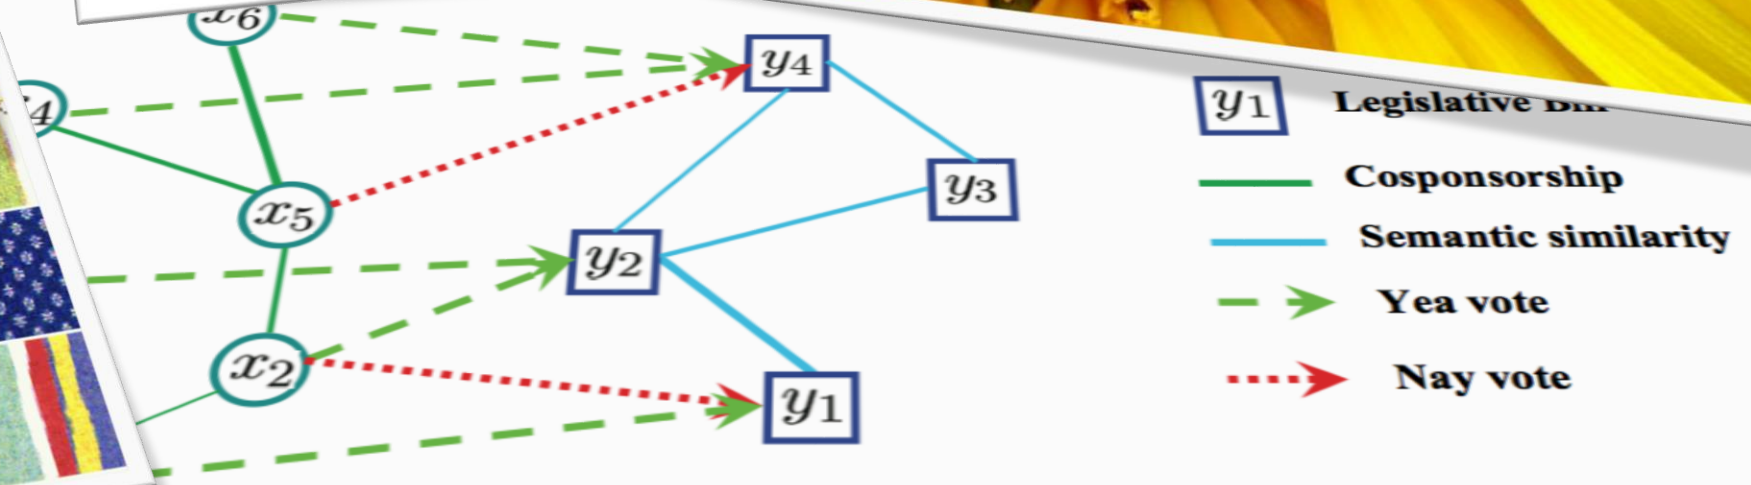 x6
y4
y1
4
Cosponsorship
y3
x5
Semantic similarity
y2
Yea vote
x2
Nay vote
y1
Legislative